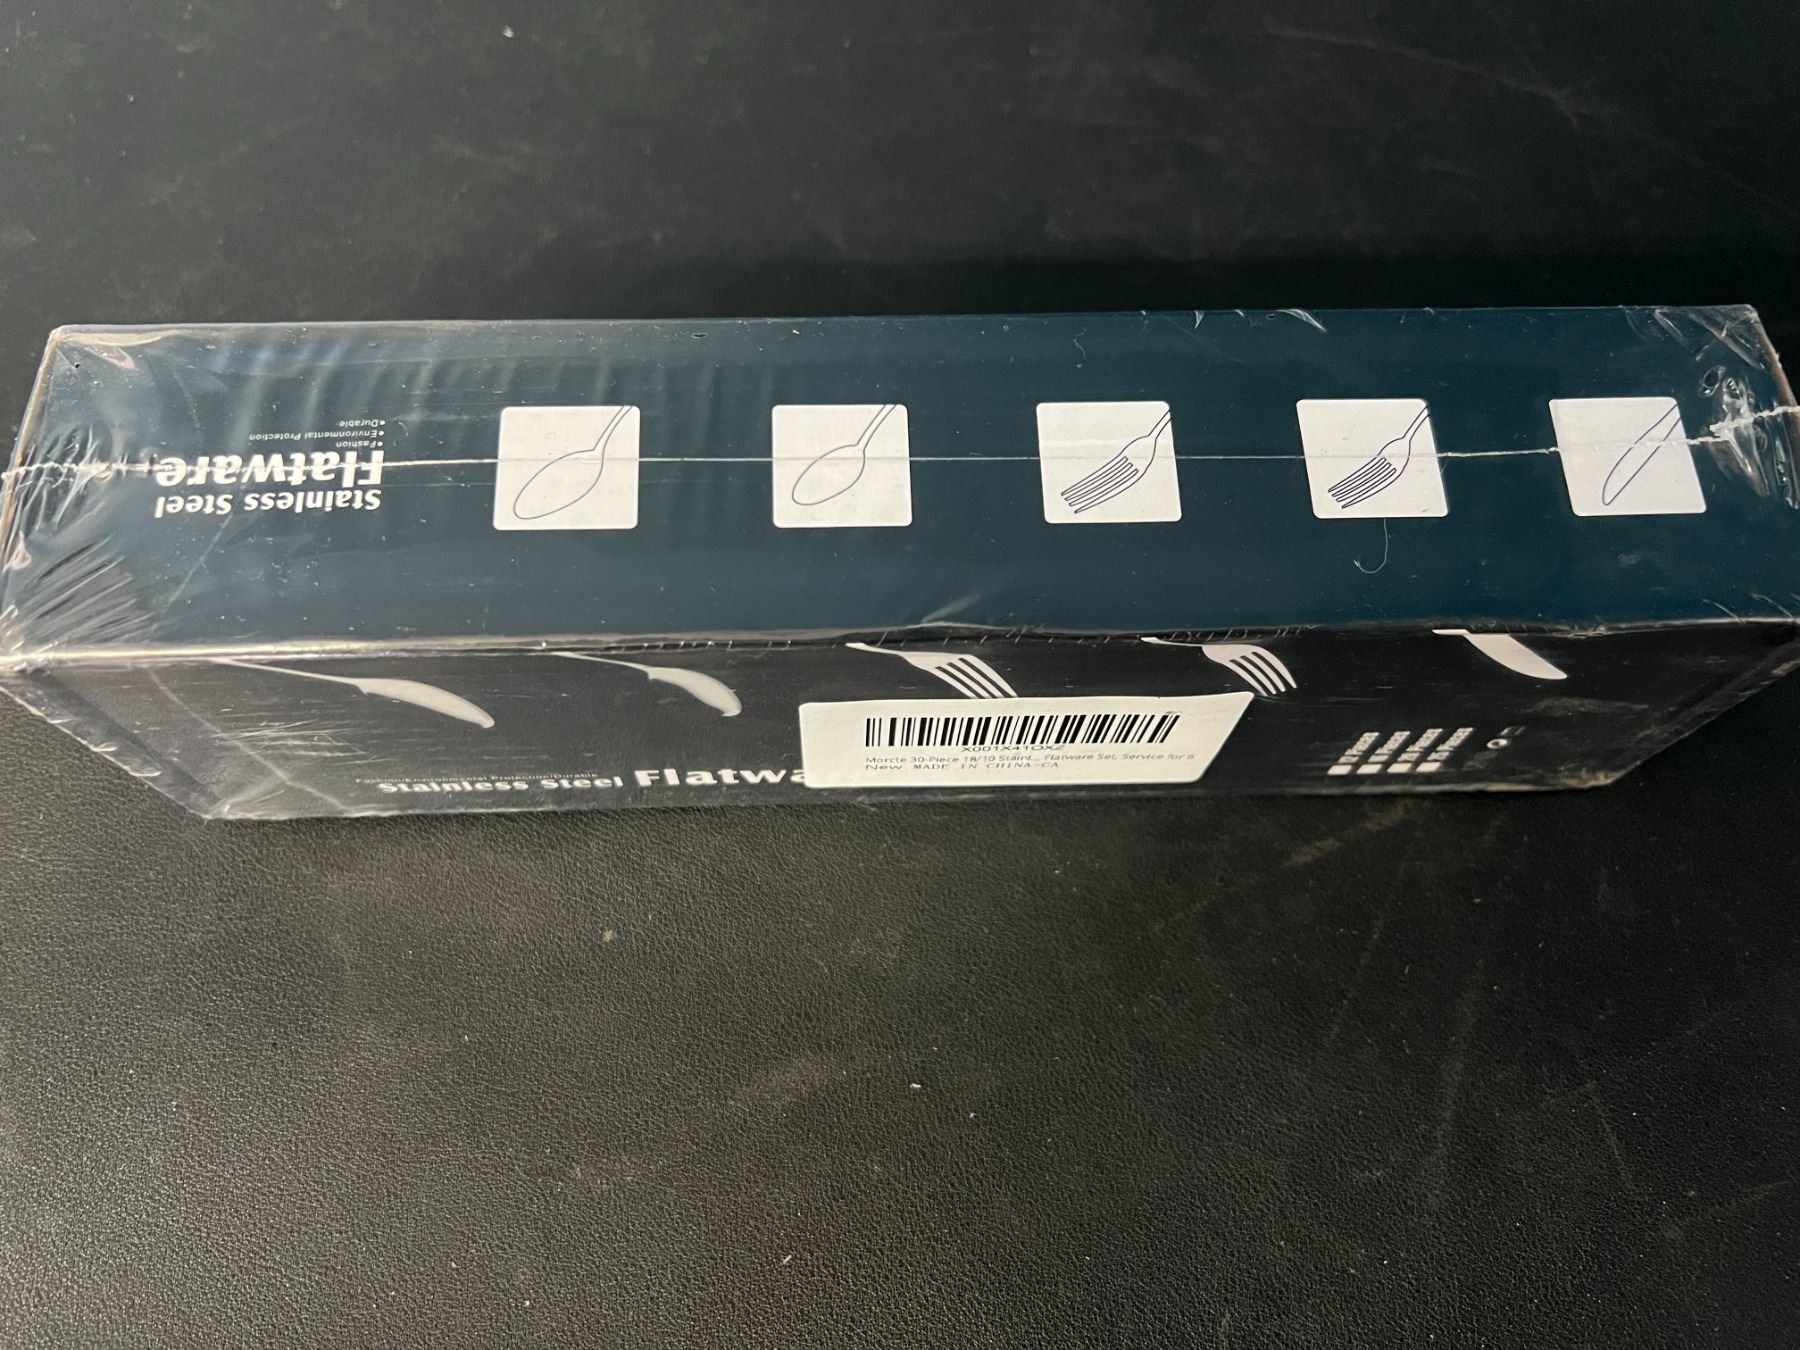 Stainless Steel
Flatware
•Fashion
•Environmental Protection
•Durable
X001X41OXZ
Morcte 30-Piece 18/10 Stainl... Flatware Set, Service for 6
New MADE IN CHINA-CA
Fashion/Environmental Protection/Durable
Stainless Steel Flatwa